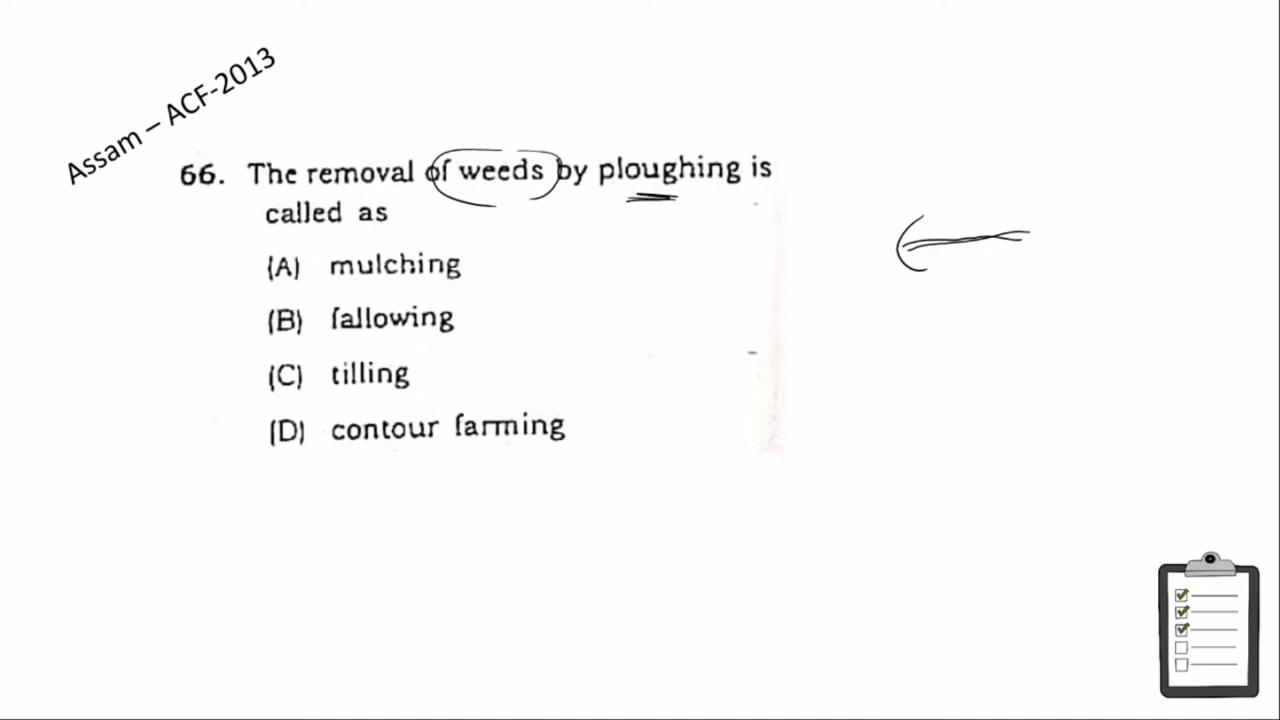 Assam – ACF-2013
66. The removal of weeds by ploughing is
called as
(A) mulching
(B) fallowing
(C) tilling
(D) contour farming